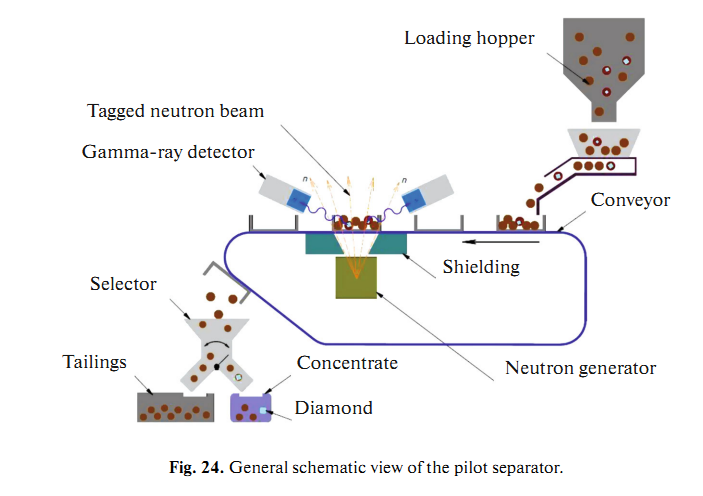 Loading hopper
Tagged neutron beam
Gamma-ray detector
n
n
Conveyor
Shielding
Selector
Tailings
Concentrate
Neutron generator
Diamond
Fig. 24. General schematic view of the pilot separator.